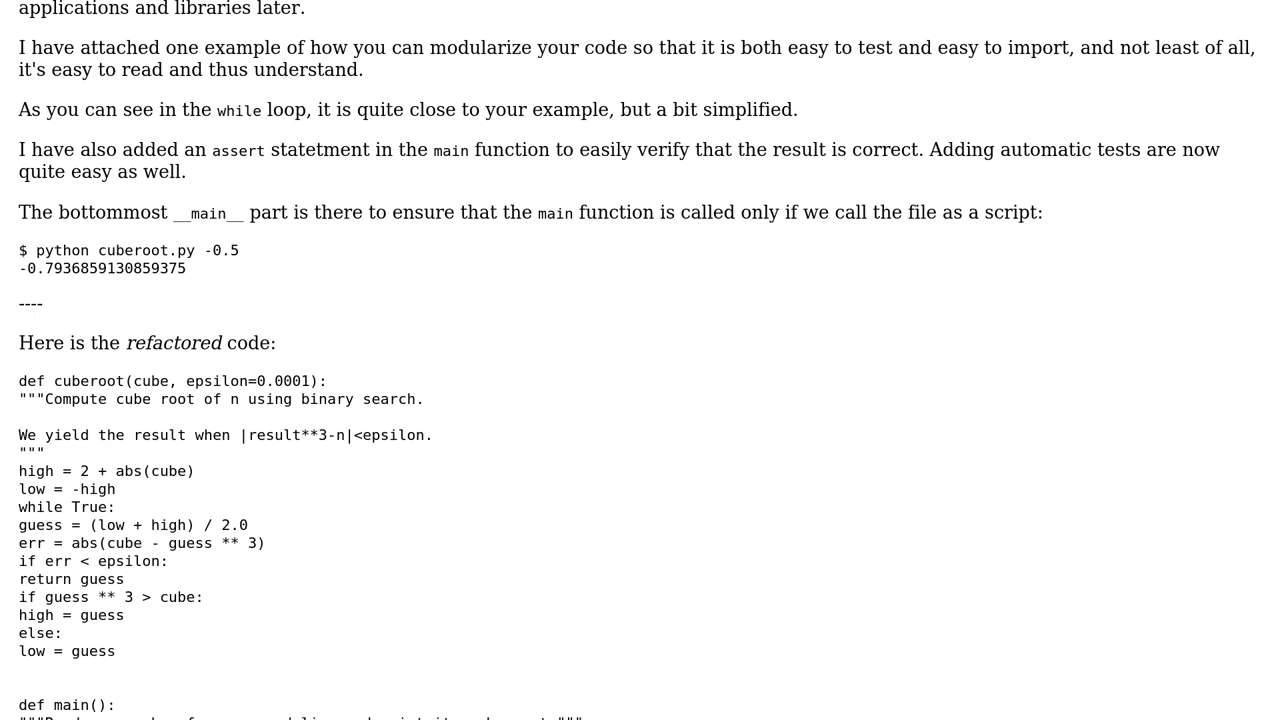 applications and libraries later.
I have attached one example of how you can modularize your code so that it is both easy to test and easy to import, and not least of all,
it's easy to read and thus understand.
As you can see in the while loop, it is quite close to your example, but a bit simplified.
I have also added an assert statetment in the main function to easily verify that the result is correct. Adding automatic tests are now
quite easy as well.
The bottommost __main__ part is there to ensure that the main function is called only if we call the file as a script:
$ python cuberoot.py -0.5
-0.7936859130859375
----
Here is the refactored code:
def cuberoot(cube, epsilon=0.0001):
"""Compute cube root of n using binary search.
We yield the result when |result**3-n|<epsilon.
"""
high = 2 + abs(cube)
low = -high
while True:
guess = (low + high) / 2.0
err = abs(cube - guess ** 3)
if err < epsilon:
return guess
if guess ** 3 > cube:
high = guess
else:
low = guess
def main():